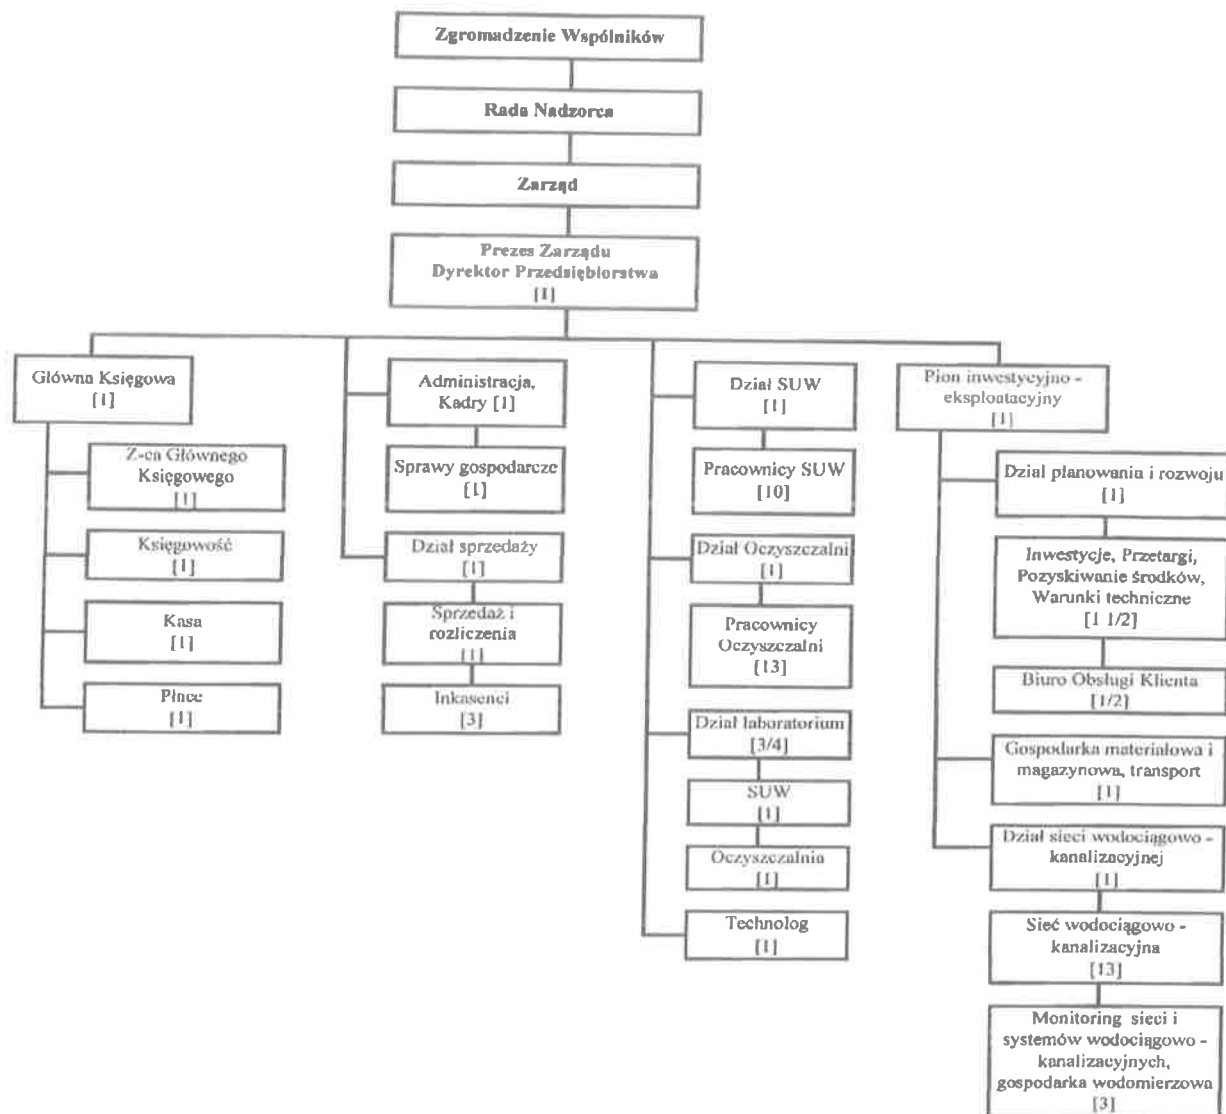 Zgromadzenie Wspólników
Rada Nadzorca
Zarząd
Prezes Zarządu
Dyrektor Przedsiębiorstwa
[1]
Główna Księgowa
[1]
Z-ca Głównego
Księgowego
[1]
Księgowość
[1]
Kasa
[1]
Płace
[1]
Administracja,
Kadry [1]
Sprawy gospodarcze
[1]
Dział sprzedaży
[1]
Sprzedaż i
rozliczenia
[1]
Inkasenci
[3]
Dział SUW
[1]
Pracownicy SUW
[10]
Dział Oczyszczalni
[1]
Pracownicy
Oczyszczalni
[13]
Dział laboratorium
[3/4]
SUW
[1]
Oczyszczalnia
[1]
Technolog
[1]
Pion inwestycyjno -
eksploatacyjny
[1]
Dział planowania i rozwoju
[1]
Inwestycje, Przetargi,
Pozyskiwanie środków,
Warunki techniczne
[1 1/2]
Biuro Obsługi Klienta
[1/2]
Gospodarka materiałowa i
magazynowa, transport
[1]
Dział sieci wodociągowo -
kanalizacyjnej
[1]
Sieć wodociągowo -
kanalizacyjna
[13]
Monitoring sieci i
systemów wodociągowo -
kanalizacyjnych,
gospodarka wodomierzowa
[3]